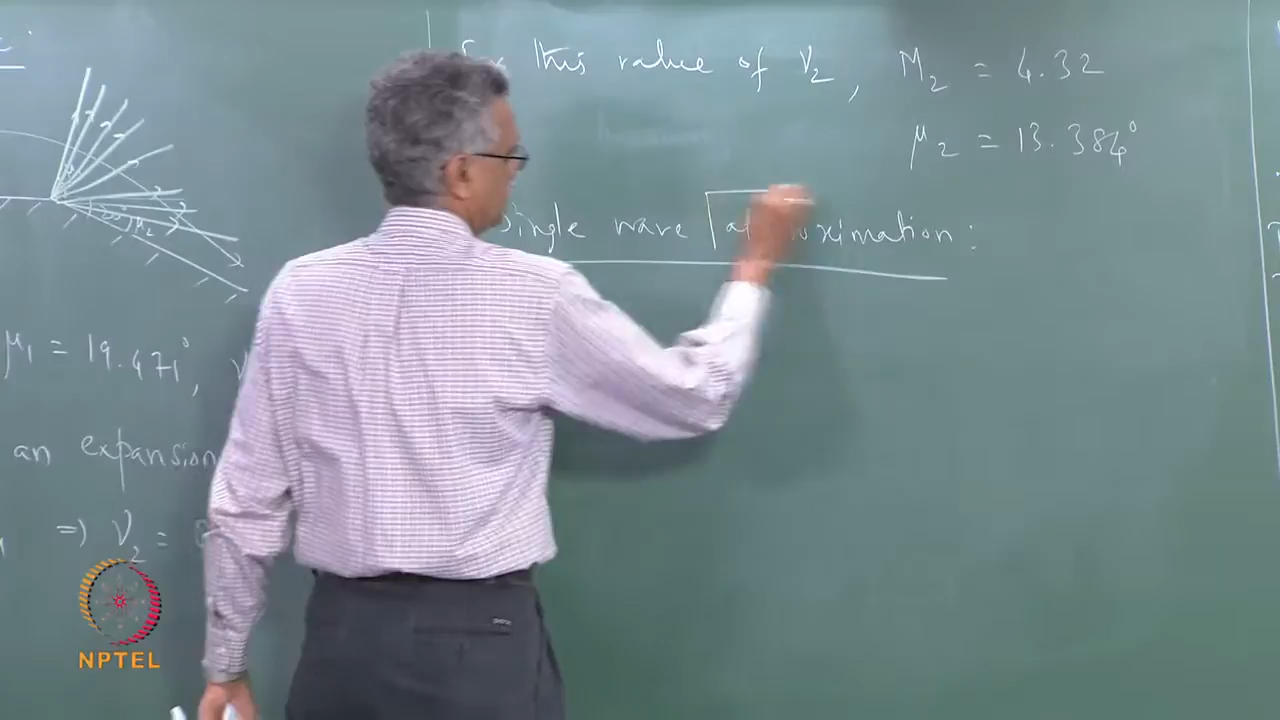 this value of ν₂, M₂ = 4.32
μ₂ = 13.384°
Single wave approximation:
μ₁ = 19.471°,
an expansion
=) ν₂ =
NPTEL